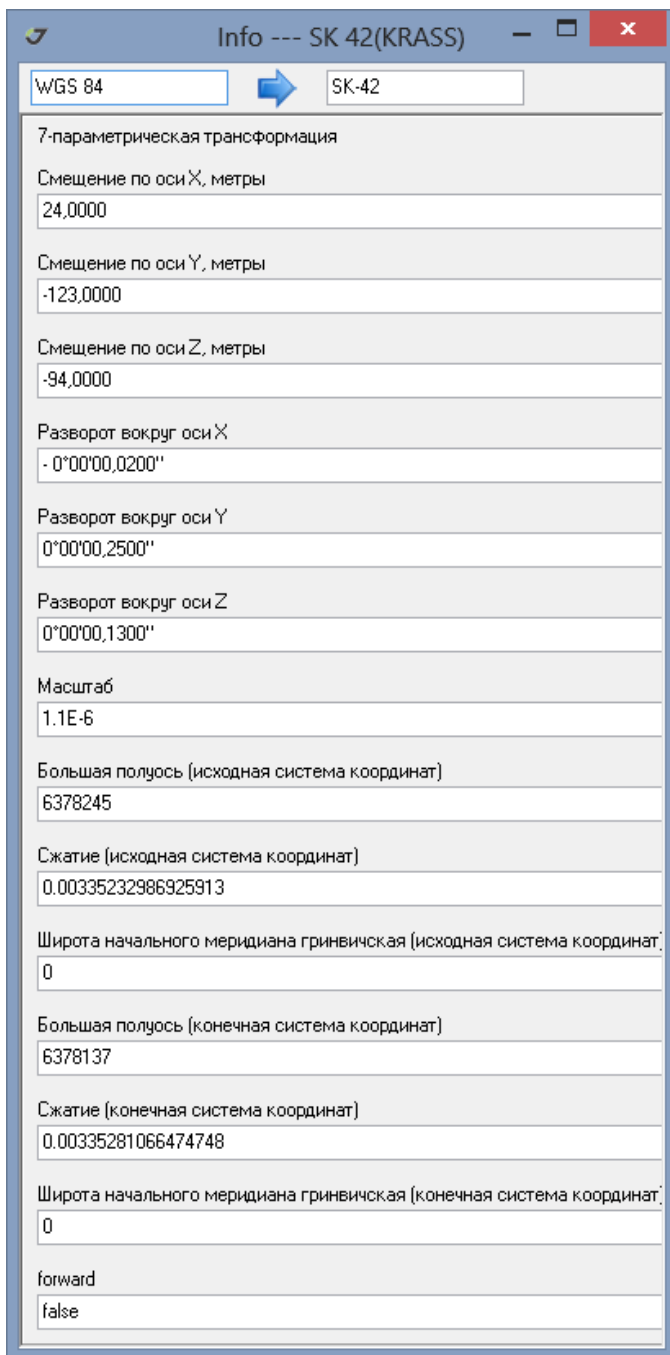 Info --- SK 42(KRASS)
WGS 84 SK-42
7-параметрическая трансформация
Смещение по оси X, метры
24,0000
Смещение по оси Y, метры
-123,0000
Смещение по оси Z, метры
-94,0000
Разворот вокруг оси X
- 0°00'00,0200''
Разворот вокруг оси Y
0°00'00,2500''
Разворот вокруг оси Z
0°00'00,1300''
Масштаб
1.1E-6
Большая полуось (исходная система координат)
6378245
Сжатие (исходная система координат)
0.00335232986925913
Широта начального меридиана гринвичская (исходная система координат)
0
Большая полуось (конечная система координат)
6378137
Сжатие (конечная система координат)
0.00335281066474748
Широта начального меридиана гринвичская (конечная система координат)
0
forward
false